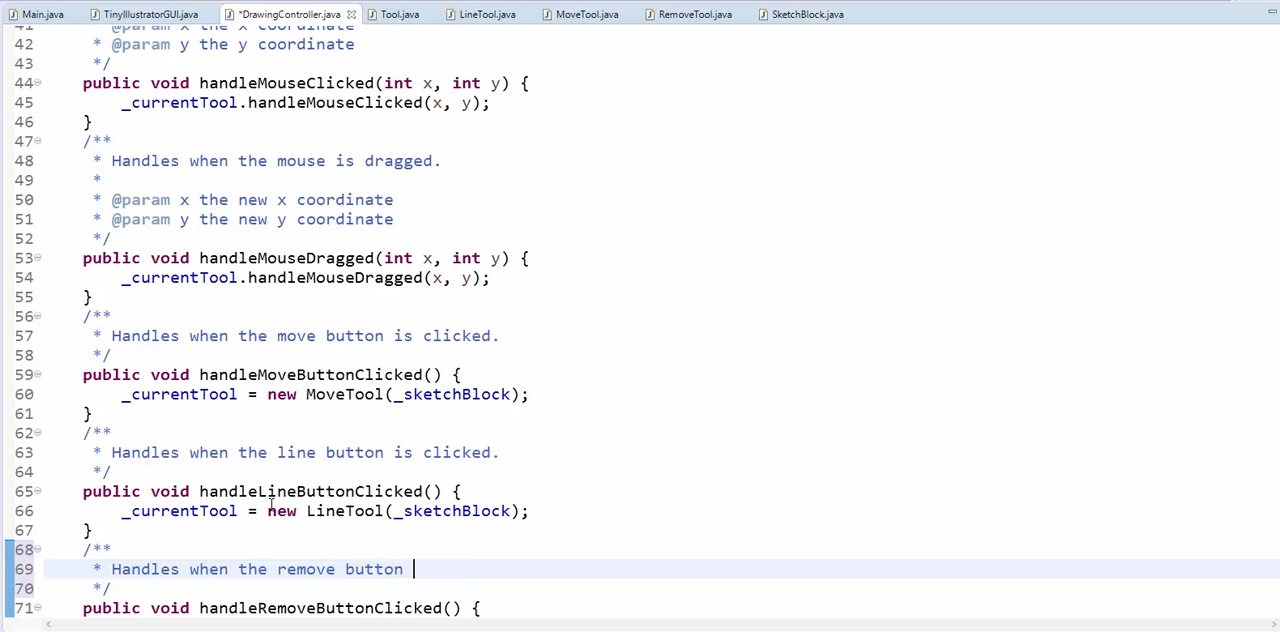 Main.java TinyIllustratorGUI.java *DrawingController.java Tool.java LineTool.java MoveTool.java RemoveTool.java SketchBlock.java
41 * @param x the x coordinate
42 * @param y the y coordinate
43 */
44 public void handleMouseClicked(int x, int y) {
45 _currentTool.handleMouseClicked(x, y);
46 }
47 /**
48 * Handles when the mouse is dragged.
49 *
50 * @param x the new x coordinate
51 * @param y the new y coordinate
52 */
53 public void handleMouseDragged(int x, int y) {
54 _currentTool.handleMouseDragged(x, y);
55 }
56 /**
57 * Handles when the move button is clicked.
58 */
59 public void handleMoveButtonClicked() {
60 _currentTool = new MoveTool(_sketchBlock);
61 }
62 /**
63 * Handles when the line button is clicked.
64 */
65 public void handleLineButtonClicked() {
66 _currentTool = new LineTool(_sketchBlock);
67 }
68 /**
69 * Handles when the remove button
70 */
71 public void handleRemoveButtonClicked() {